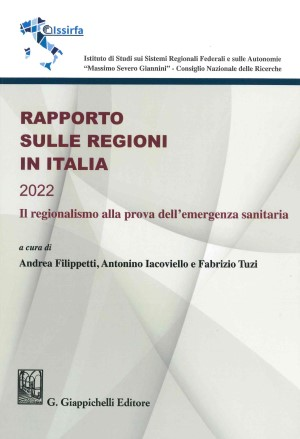 Issirfa
Istituto di Studi sui Sistemi Regionali Federali e sulle Autonomie
"Massimo Severo Giannini" - Consiglio Nazionale delle Ricerche
RAPPORTO
SULLE REGIONI
IN ITALIA
2022
Il regionalismo alla prova dell'emergenza sanitaria
a cura di
Andrea Filippetti, Antonino Iacoviello e Fabrizio Tuzi
G. Giappichelli Editore